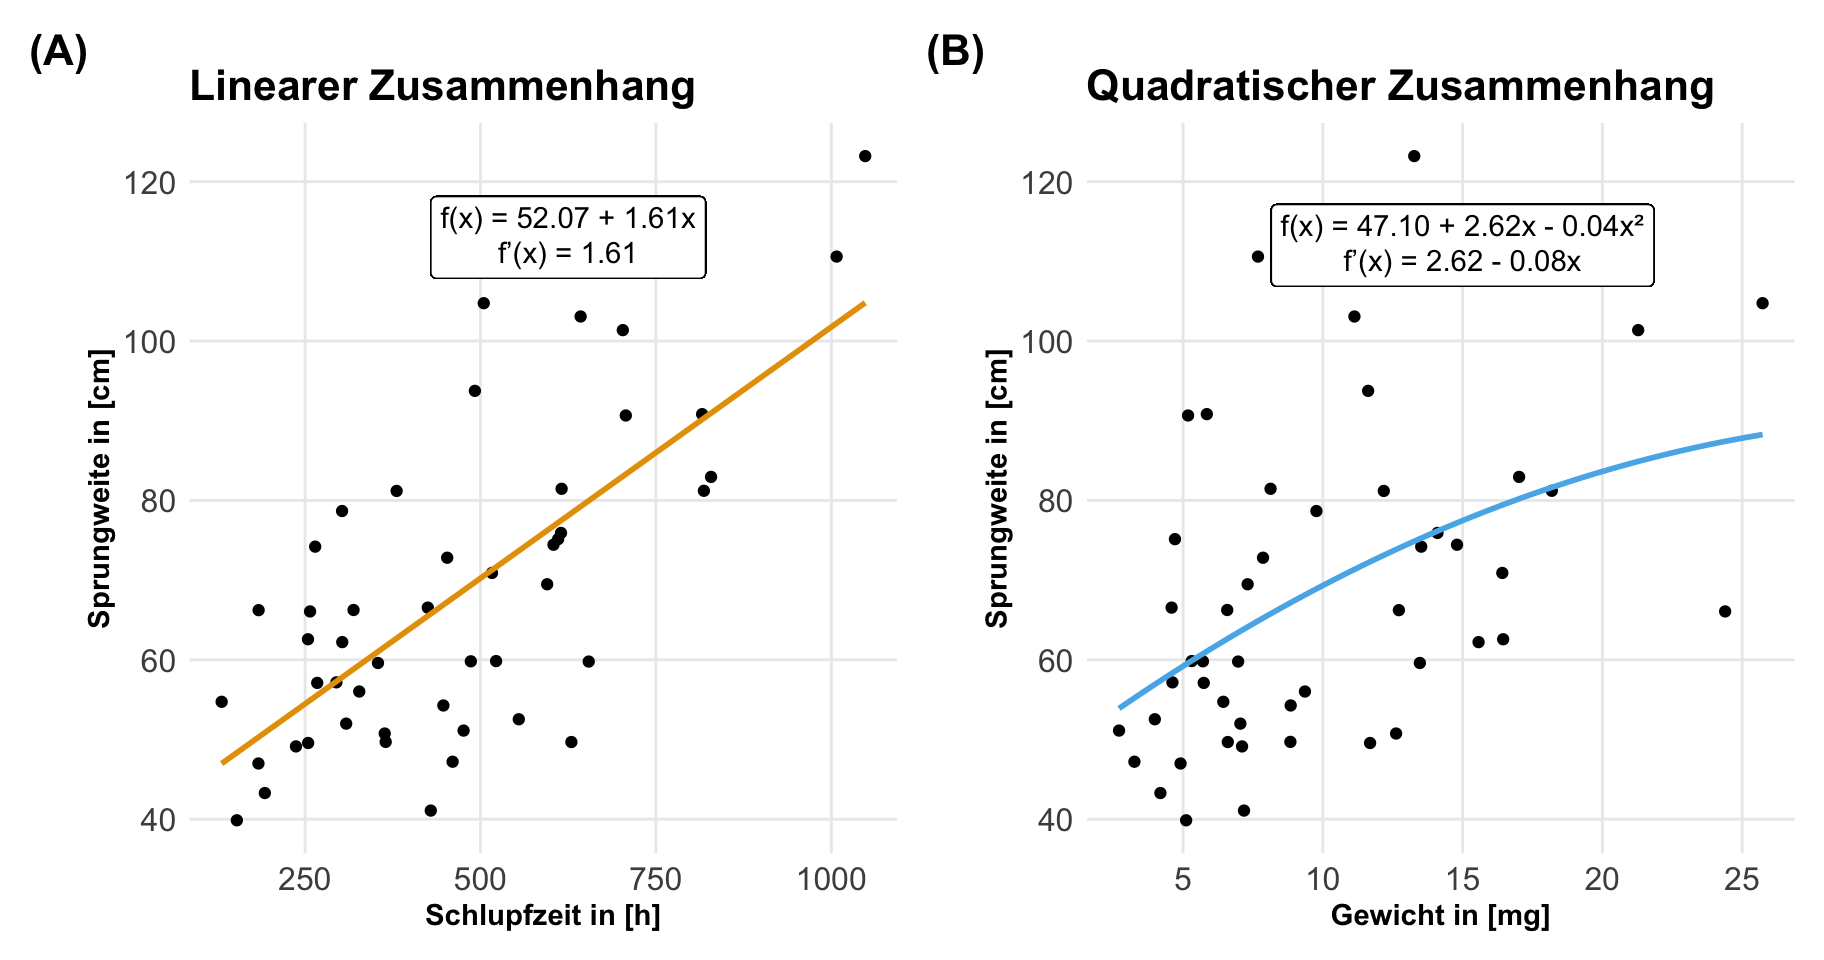 (A)
Linearer Zusammenhang
120
100
80
60
40
Sprungweite in [cm]
f(x) = 52.07 + 1.61x
f'(x) = 1.61
250 500 750 1000
Schlupfzeit in [h]
(B)
Quadratischer Zusammenhang
120
100
80
60
40
Sprungweite in [cm]
f(x) = 47.10 + 2.62x - 0.04x²
f'(x) = 2.62 - 0.08x
5 10 15 20 25
Gewicht in [mg]